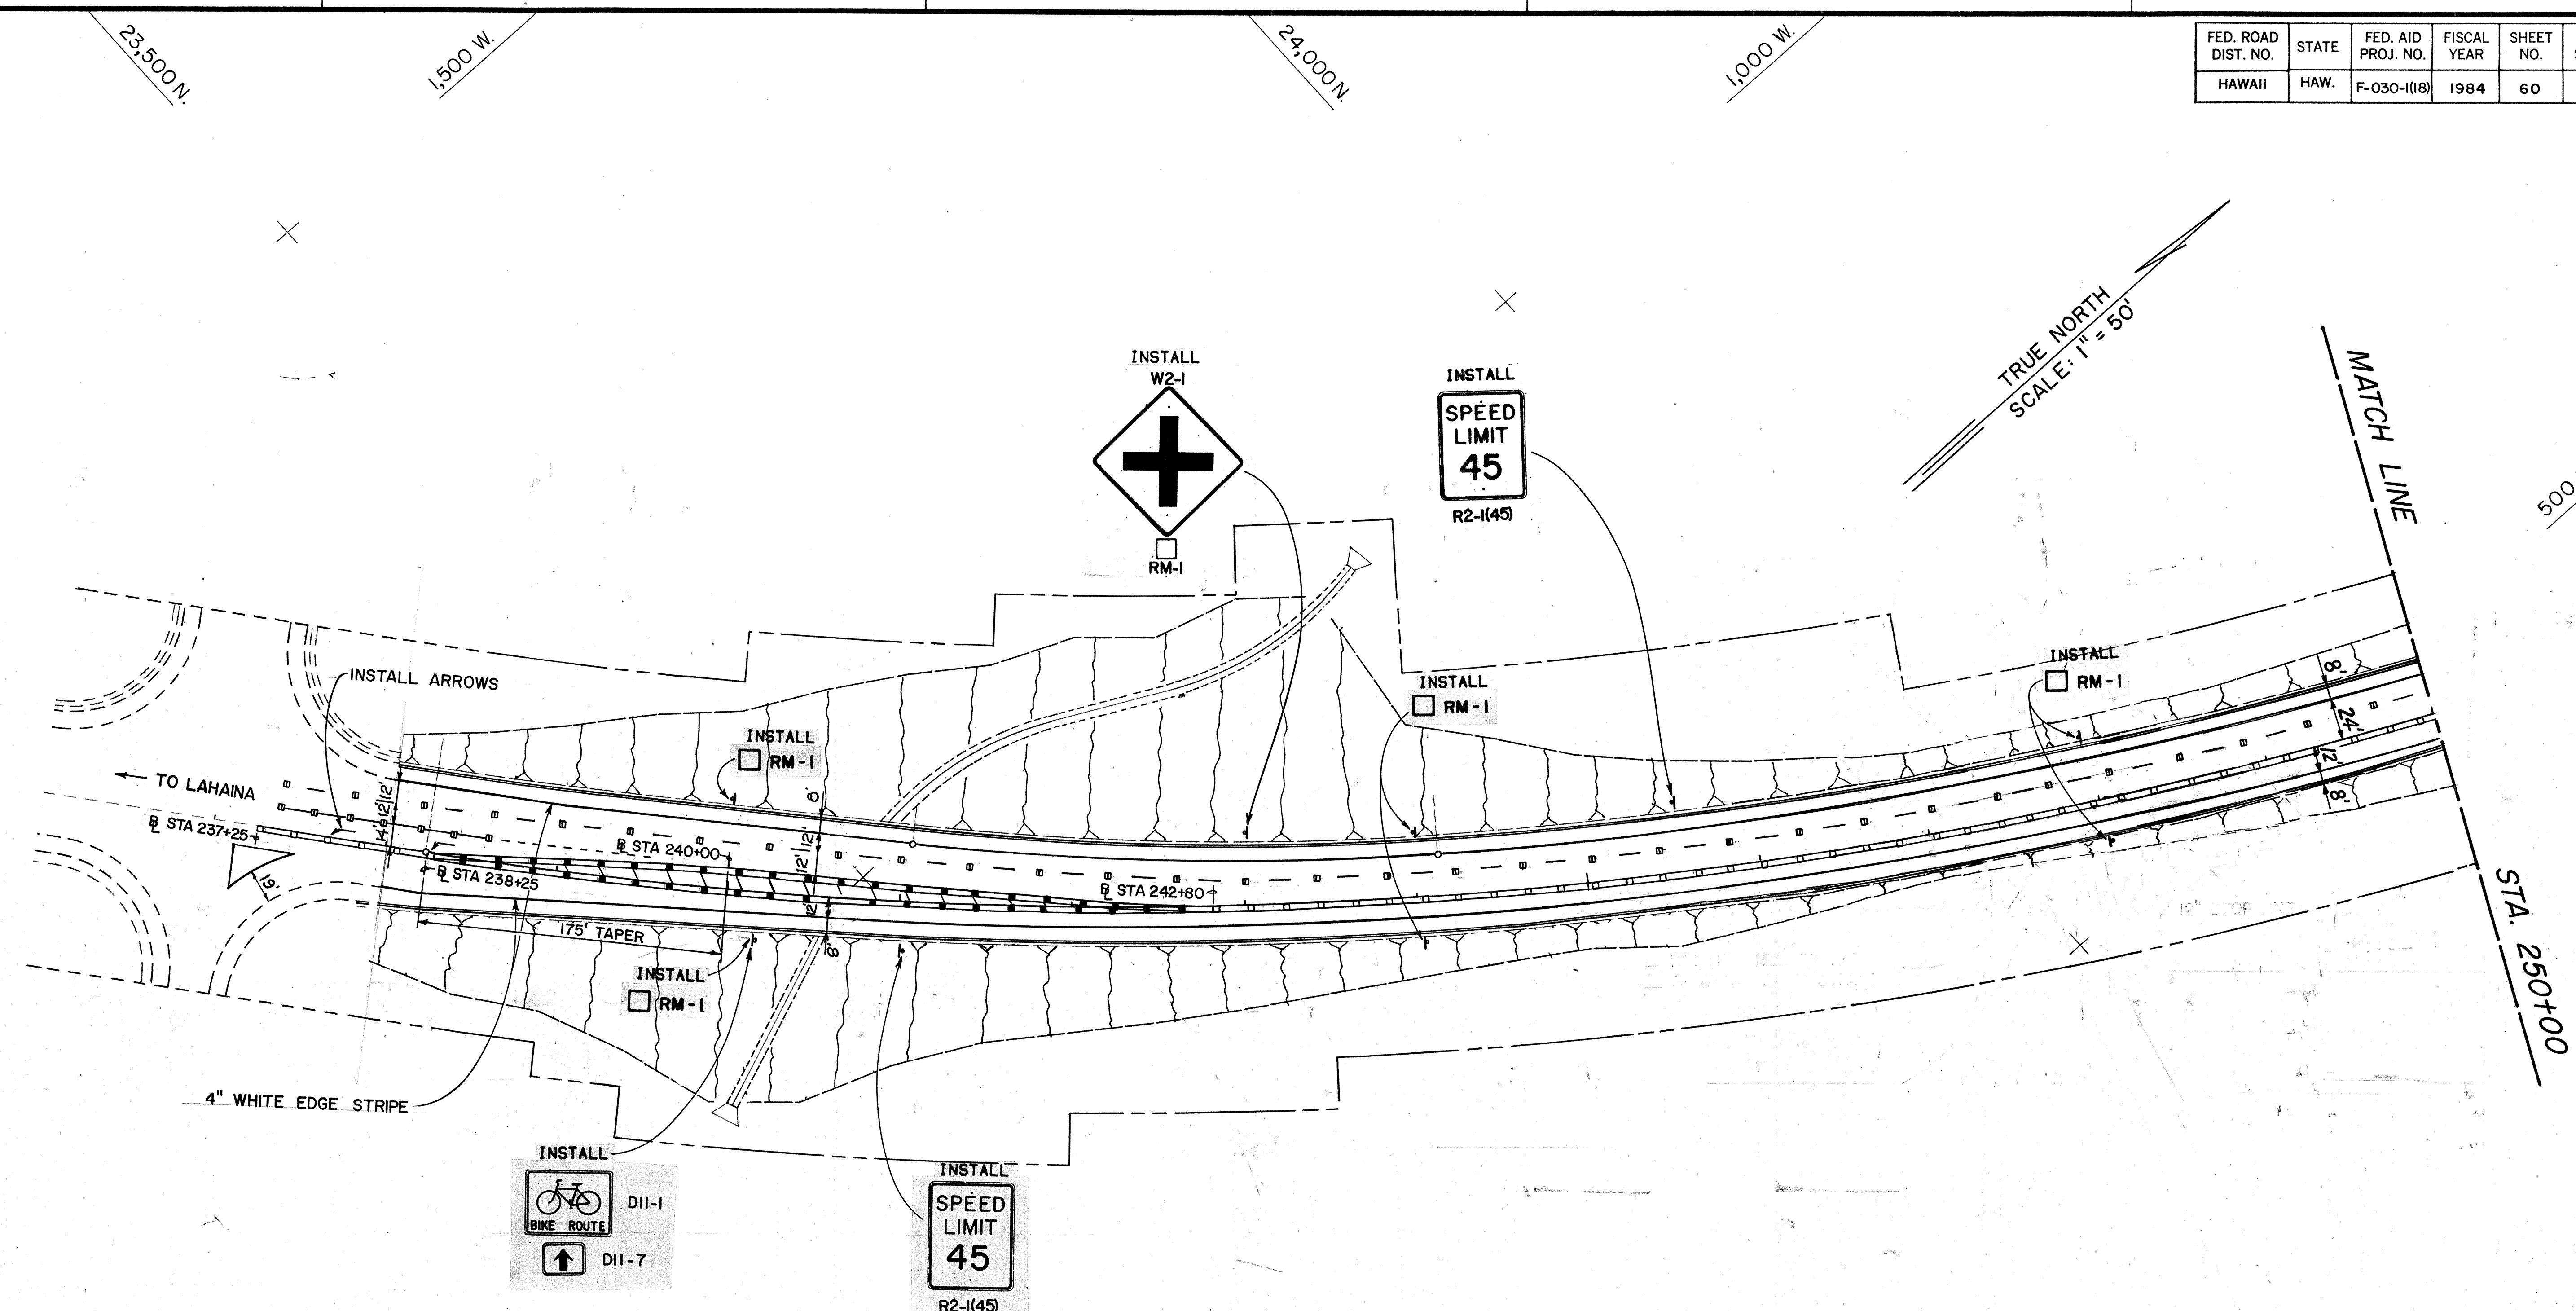 23,500 N.
1,500 W.
24,000 N.
1,000 W.
FED. ROAD DIST. NO.
STATE
FED. AID PROJ. NO.
FISCAL YEAR
SHEET NO.
HAWAII
HAW.
F-030-1(18)
1984
60
TRUE NORTH
SCALE: 1" = 50'
MATCH LINE
STA. 250+00
500
INSTALL
W2-1
RM-1
INSTALL
SPEED
LIMIT
45
R2-1(45)
INSTALL ARROWS
TO LAHAINA
INSTALL
RM-1
INSTALL
RM-1
INSTALL
RM-1
8'
24'
12'
8'
12'
12'
14'
8'
12'
12'
12'
8'
℄ STA 237+25
℄ STA 238+25
℄ STA 240+00
℄ STA 242+80
19'
175' TAPER
INSTALL
RM-1
4" WHITE EDGE STRIPE
INSTALL
BIKE ROUTE
D11-1
D11-7
INSTALL
SPEED
LIMIT
45
R2-1(45)